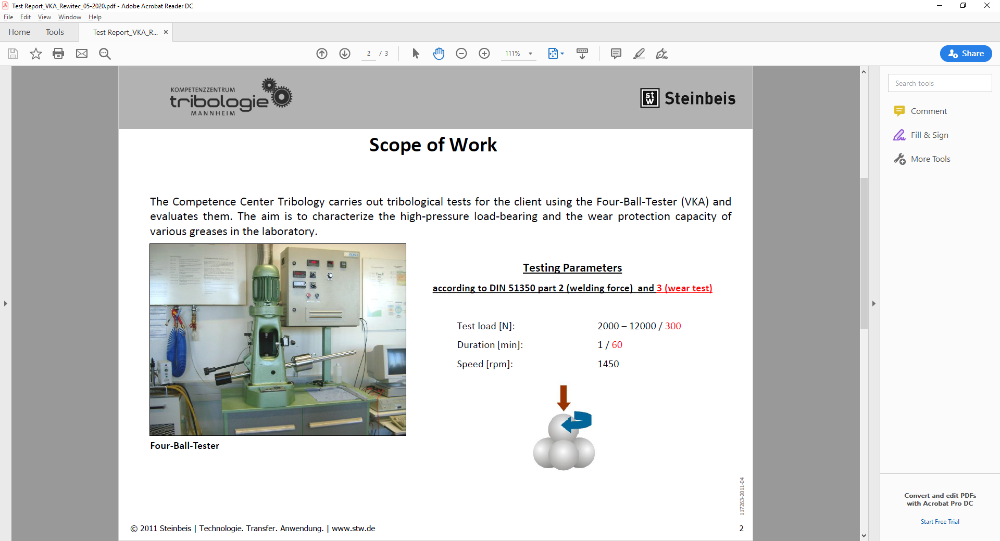 Test Report_VKA_Rewitec_05-2020.pdf - Adobe Acrobat Reader DC
File Edit View Window Help
Home Tools Test Report_VKA_R...
2 / 3 111% Share
KOMPETENZZENTRUM
tribologie
MANNHEIM
stw Steinbeis
Search tools
Comment
Fill & Sign
More Tools
Scope of Work
The Competence Center Tribology carries out tribological tests for the client using the Four-Ball-Tester (VKA) and
evaluates them. The aim is to characterize the high-pressure load-bearing and the wear protection capacity of
various greases in the laboratory.
Testing Parameters
according to DIN 51350 part 2 (welding force) and 3 (wear test)
Test load [N]: 2000 – 12000 / 300
Duration [min]: 1 / 60
Speed [rpm]: 1450
Four-Ball-Tester
117263-2011-04
© 2011 Steinbeis | Technologie. Transfer. Anwendung. | www.stw.de
2
Convert and edit PDFs
with Acrobat Pro DC
Start Free Trial